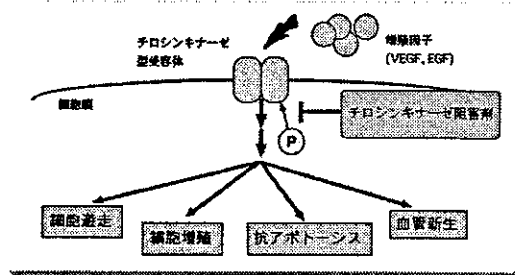 チロシンキナーゼ
型受容体
増殖因子
(VEGF, EGF)
細胞膜
チロシンキナーゼ阻害剤
P
細胞遊走
細胞増殖
抗アポトーシス
血管新生